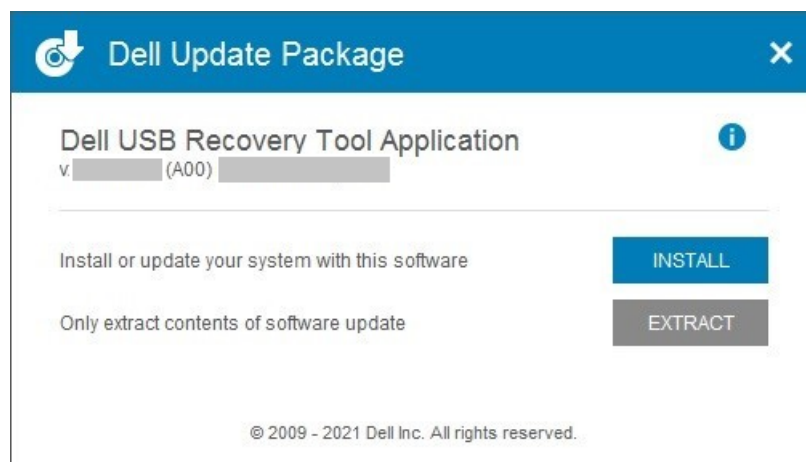 Dell Update Package
Dell USB Recovery Tool Application
v. (A00)
Install or update your system with this software
INSTALL
Only extract contents of software update
EXTRACT
© 2009 - 2021 Dell Inc. All rights reserved.